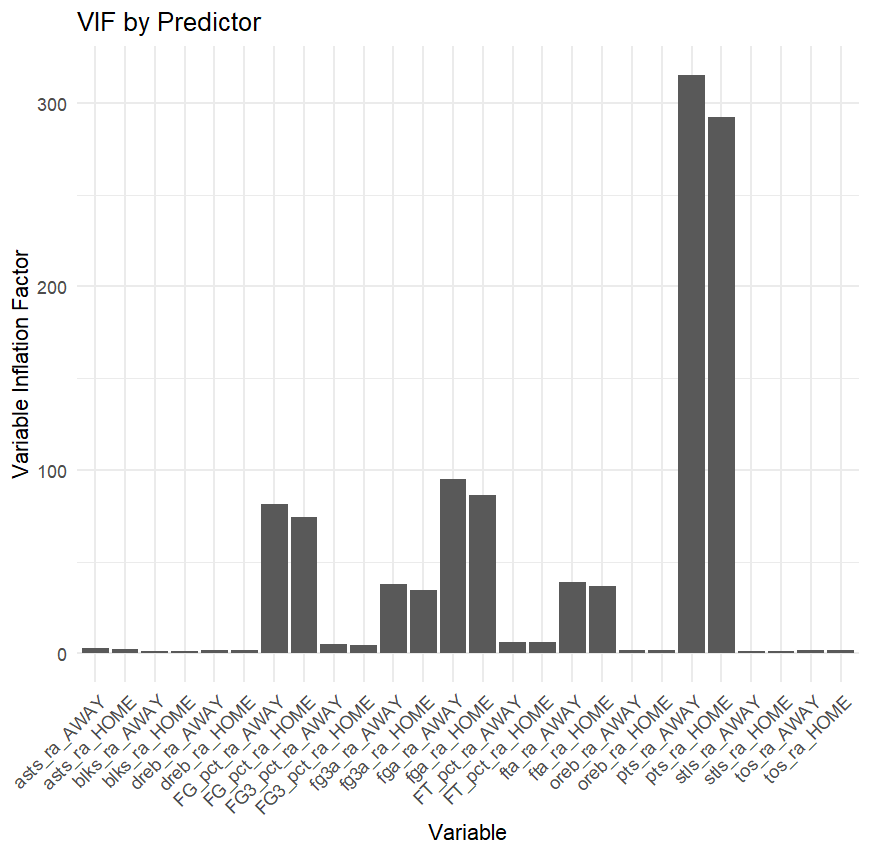 VIF by Predictor
Variable Inflation Factor
300
200
100
0
asts_ra_AWAY
asts_ra_HOME
blks_ra_AWAY
blks_ra_HOME
dreb_ra_AWAY
dreb_ra_HOME
FG_pct_ra_AWAY
FG_pct_ra_HOME
FG3_pct_ra_AWAY
FG3_pct_ra_HOME
fg3a_ra_AWAY
fg3a_ra_HOME
fga_ra_AWAY
fga_ra_HOME
FT_pct_ra_AWAY
FT_pct_ra_HOME
fta_ra_AWAY
fta_ra_HOME
oreb_ra_AWAY
oreb_ra_HOME
pts_ra_AWAY
pts_ra_HOME
stls_ra_AWAY
stls_ra_HOME
tos_ra_AWAY
tos_ra_HOME
Variable